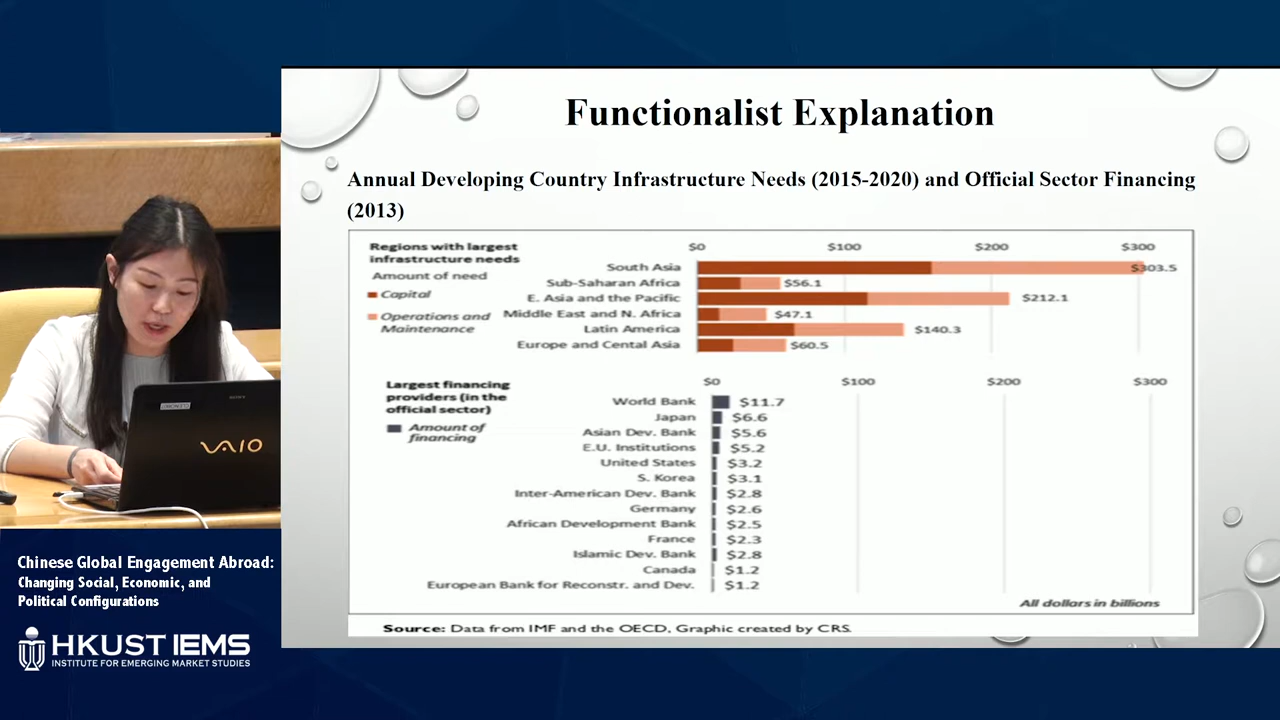 Functionalist Explanation
Annual Developing Country Infrastructure Needs (2015-2020) and Official Sector Financing
(2013)
Regions with largest
infrastructure needs
Amount of need
Capital
Operations and
Maintenance
$0 $100 $200 $300
South Asia $303.5
Sub-Saharan Africa $56.1
E. Asia and the Pacific $212.1
Middle East and N. Africa $47.1
Latin America $140.3
Europe and Cental Asia $60.5
Largest financing
providers (in the
official sector)
Amount of
financing
$0 $100 $200 $300
World Bank $11.7
Japan $6.6
Asian Dev. Bank $5.6
E.U. Institutions $5.2
United States $3.2
S. Korea $3.1
Inter-American Dev. Bank $2.8
Germany $2.6
African Development Bank $2.5
France $2.3
Islamic Dev. Bank $2.8
Canada $1.2
European Bank for Reconstr. and Dev. $1.2
All dollars in billions
Source: Data from IMF and the OECD, Graphic created by CRS.
SONY
VAIO
Chinese Global Engagement Abroad:
Changing Social, Economic, and
Political Configurations
HKUST IEMS
INSTITUTE FOR EMERGING MARKET STUDIES